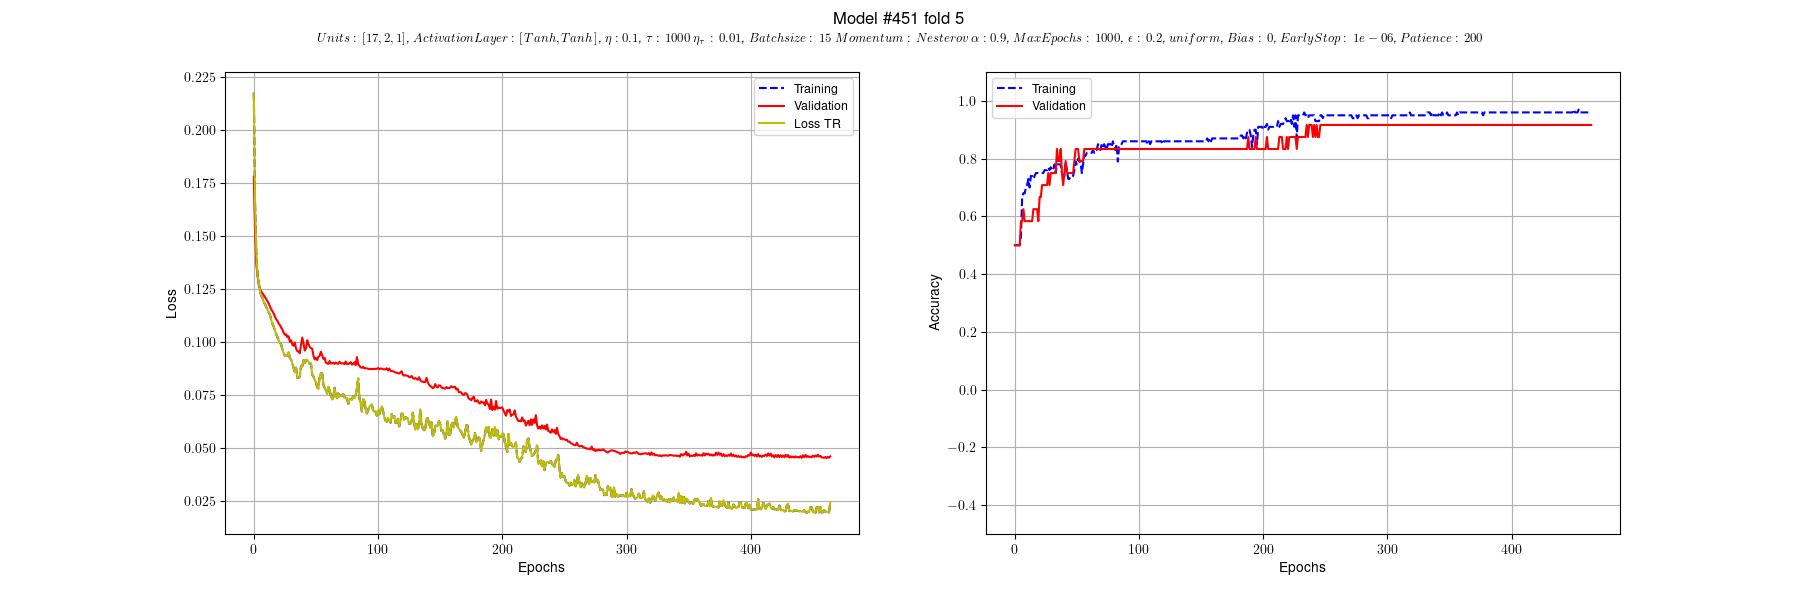 Model #451 fold 5
Units : [17, 2, 1], ActivationLayer : [Tanh, Tanh], η : 0.1, τ : 1000 η_τ : 0.01, Batchsize : 15 Momentum : Nesterov α : 0.9, MaxEpochs : 1000, ϵ : 0.2, uniform, Bias : 0, EarlyStop : 1e − 06, Patience : 200
Loss
0.225
0.200
0.175
0.150
0.125
0.100
0.075
0.050
0.025
Training
Validation
Loss TR
0 100 200 300 400
Epochs
Accuracy
1.0
0.8
0.6
0.4
0.2
0.0
−0.2
−0.4
Training
Validation
0 100 200 300 400
Epochs